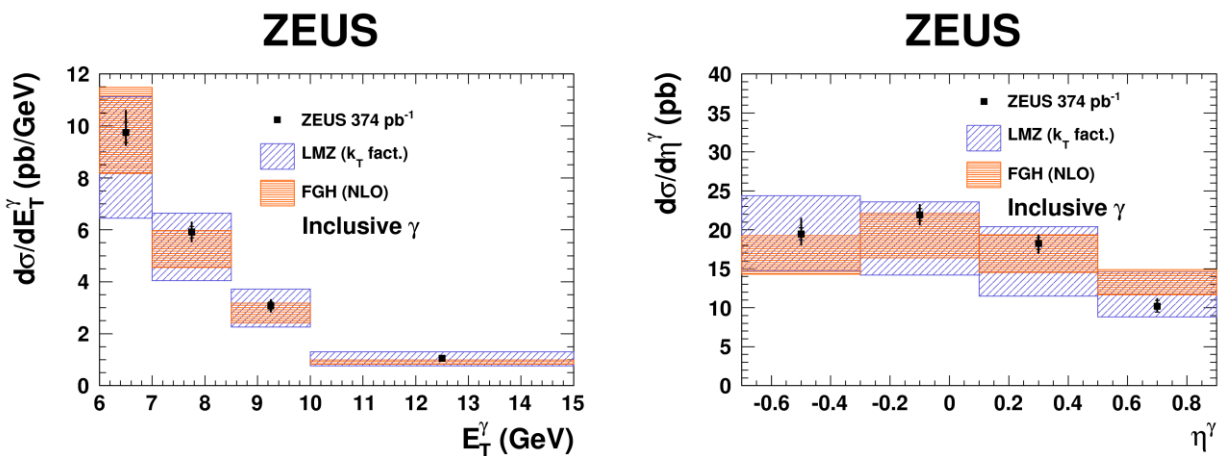 ZEUS
dσ/dE_T^γ (pb/GeV)
12
10
8
6
4
2
0
ZEUS 374 pb⁻¹
LMZ (k_T fact.)
FGH (NLO)
Inclusive γ
6 7 8 9 10 11 12 13 14 15
E_T^γ (GeV)
ZEUS
dσ/dη^γ (pb)
40
35
30
25
20
15
10
5
0
ZEUS 374 pb⁻¹
LMZ (k_T fact.)
FGH (NLO)
Inclusive γ
-0.6 -0.4 -0.2 0 0.2 0.4 0.6 0.8
η^γ